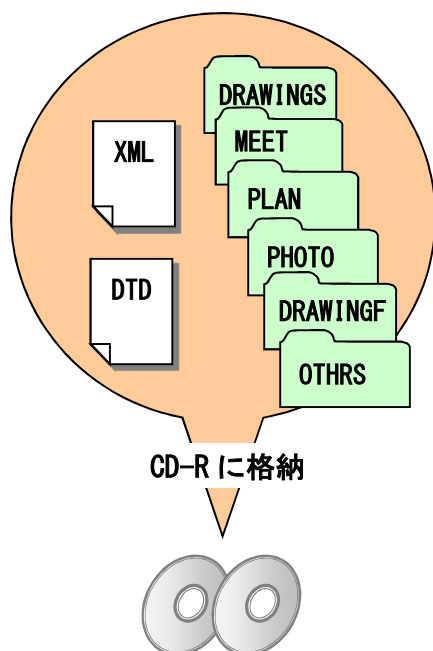 DRAWINGS
MEET
XML
PLAN
PHOTO
DTD
DRAWINGF
OTHRS
CD-R に格納